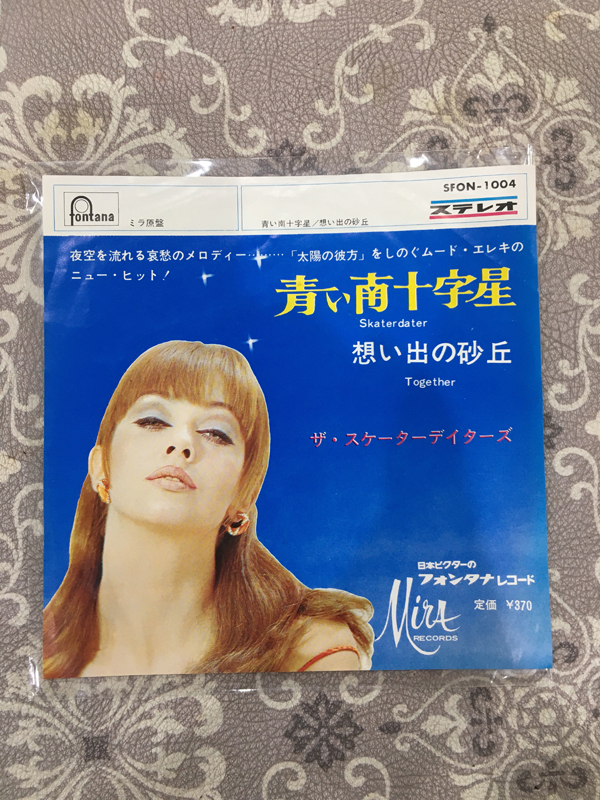 fontana
ミラ原盤
青い南十字星/想い出の砂丘
SFON-1004
ステレオ
夜空を流れる哀愁のメロディー………「太陽の彼方」をしのぐムード・エレキの
ニュー・ヒット!
青い南十字星
Skaterdater
想い出の砂丘
Together
ザ・スケーターデイターズ
日本ビクターの
フォンタナレコード
Mira
RECORDS
定価 ¥370